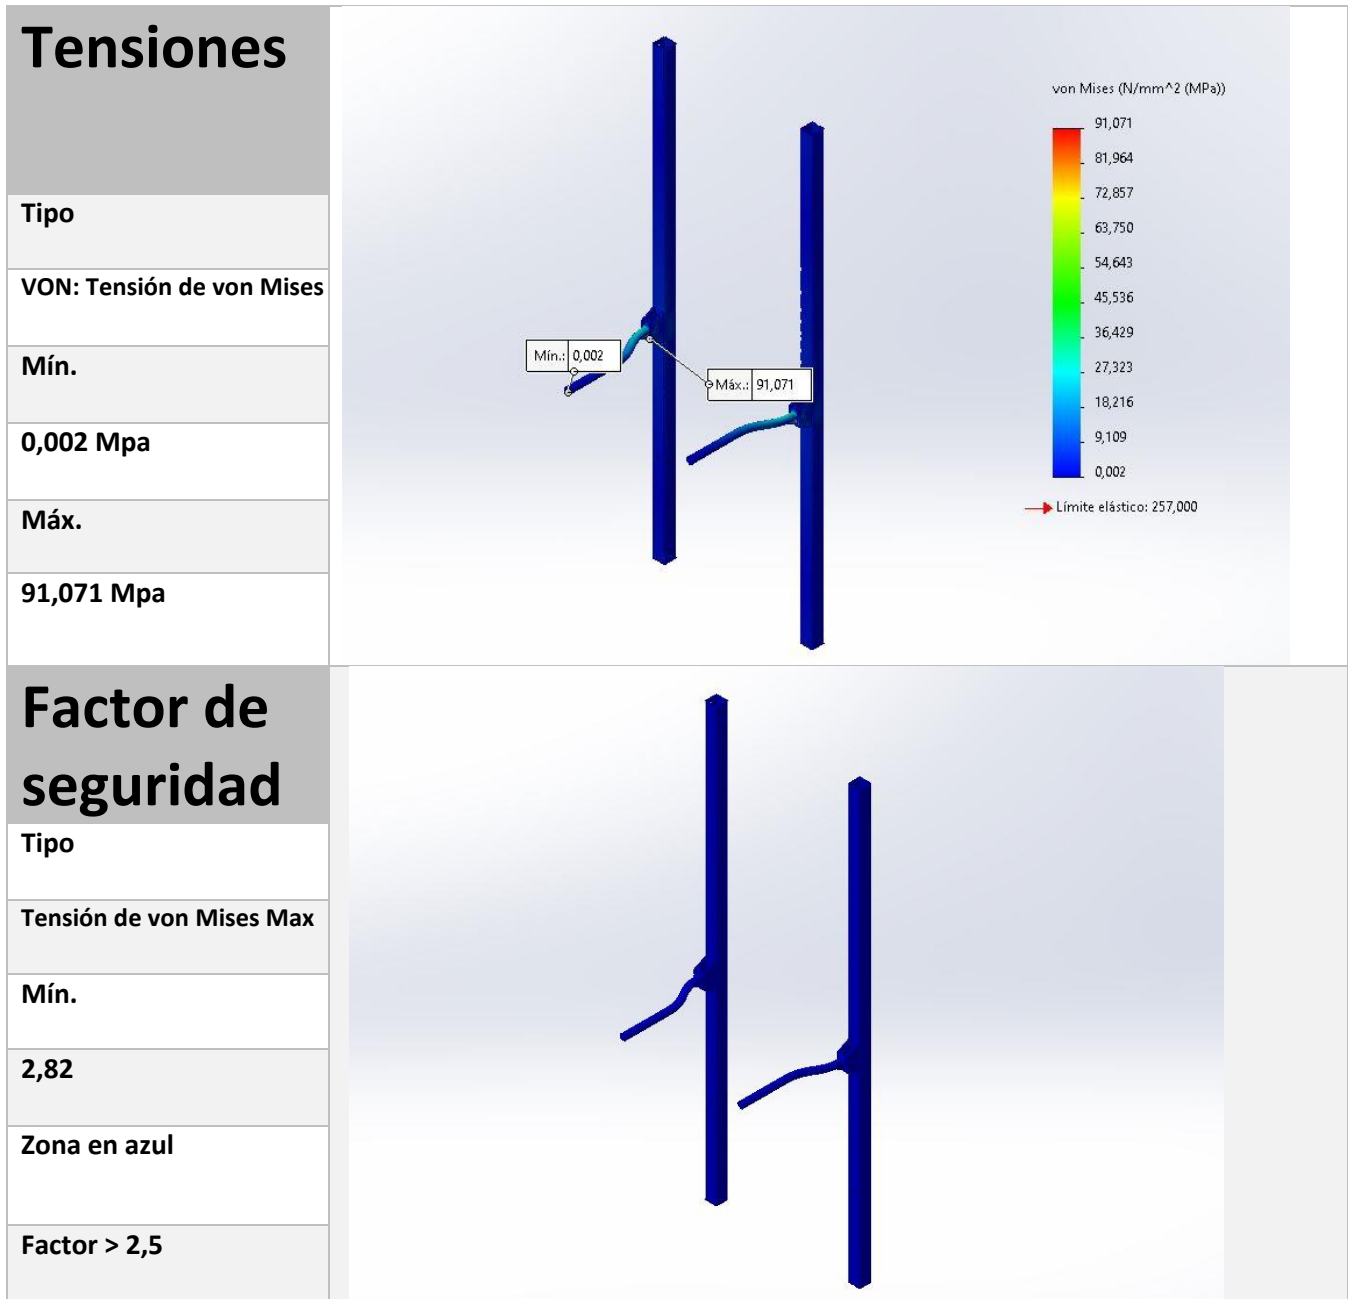 Tensiones
Tipo
VON: Tensión de von Mises
Mín.
0,002 Mpa
Máx.
91,071 Mpa
von Mises (N/mm^2 (MPa))
91,071
81,964
72,857
63,750
54,643
45,536
36,429
27,323
18,216
9,109
0,002
Límite elástico: 257,000
Mín.: 0,002
Máx.: 91,071
Factor de
seguridad
Tipo
Tensión de von Mises Max
Mín.
2,82
Zona en azul
Factor > 2,5